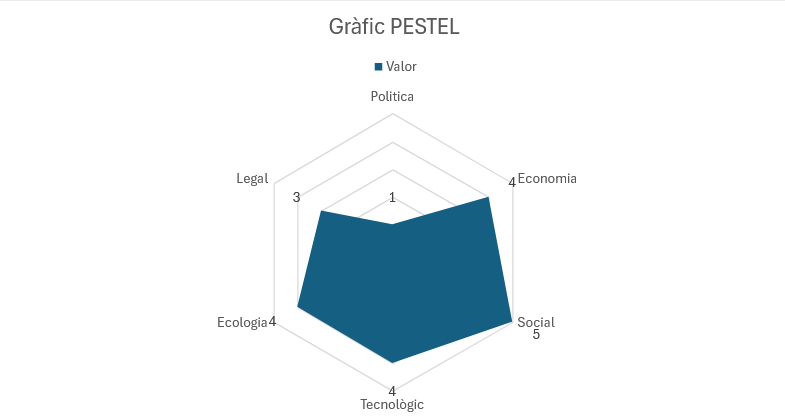 Gràfic PESTEL
Valor
Politica
Legal
3
1
4
Economia
Ecologia
4
Social
5
4
Tecnològic